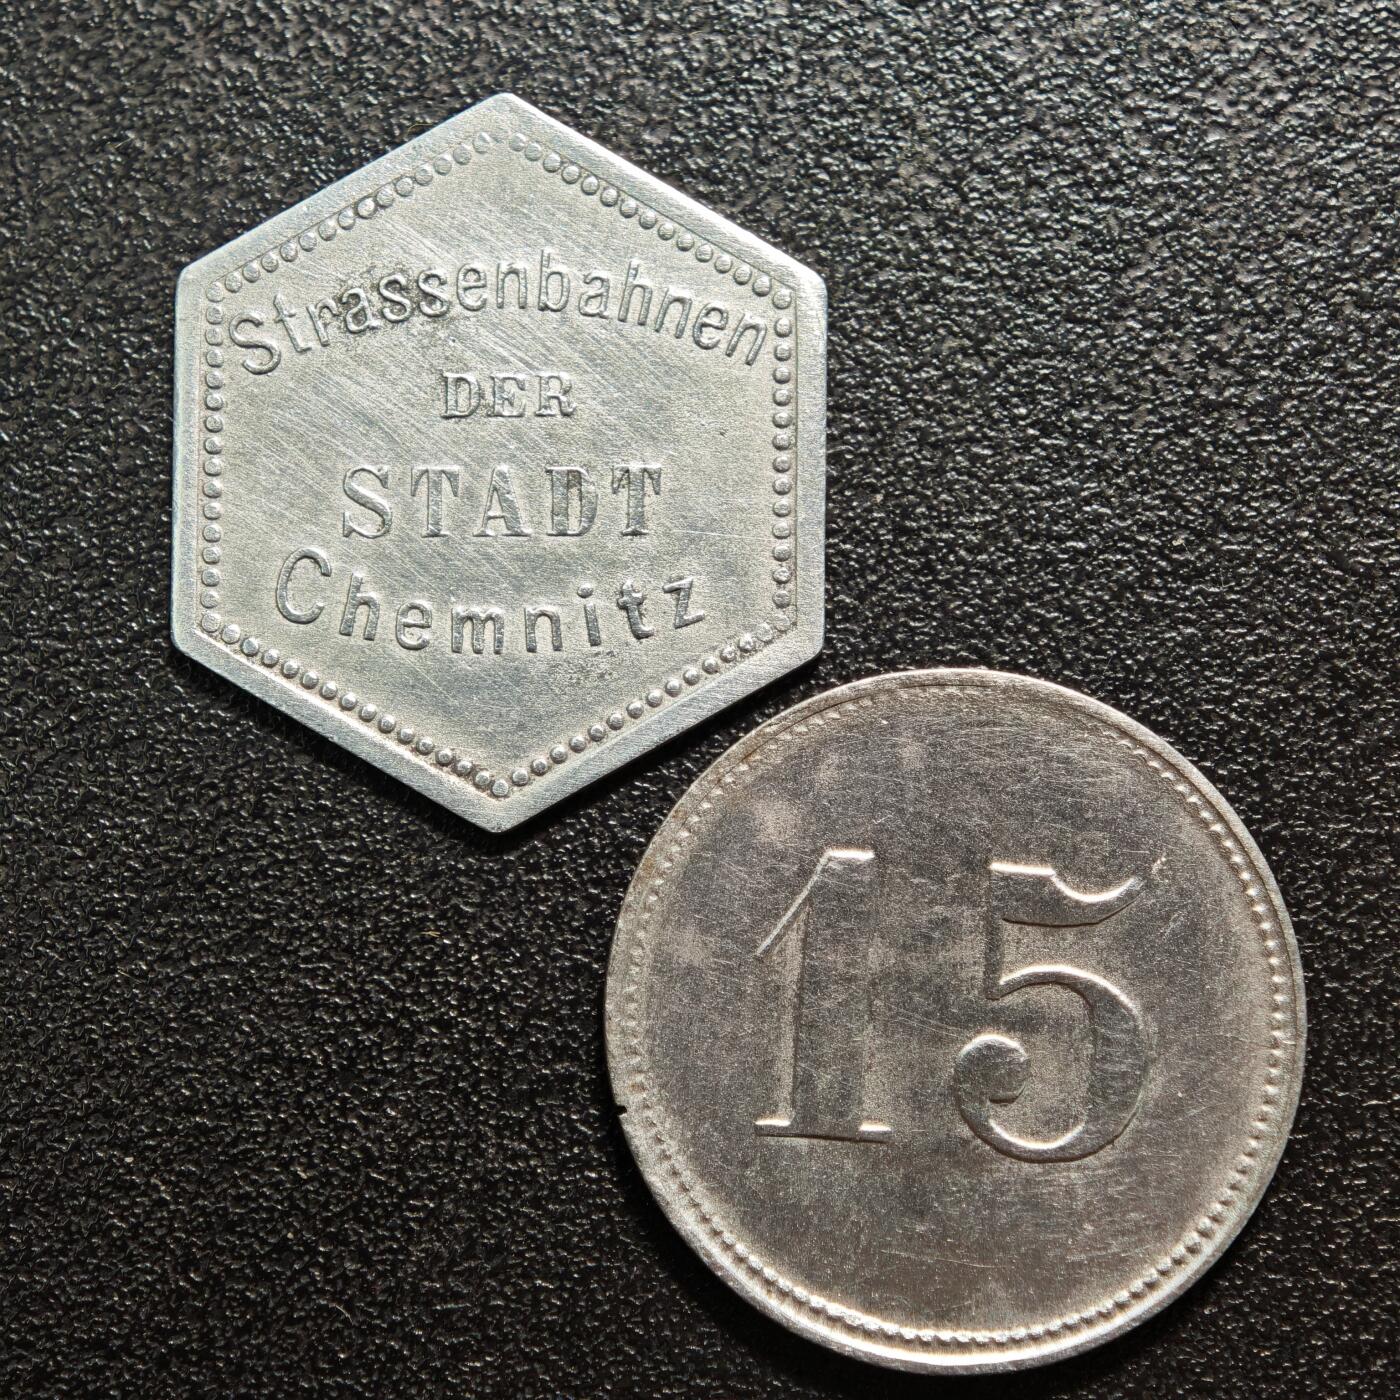 Strassenbahnen
DER
STADT
Chemnitz
15